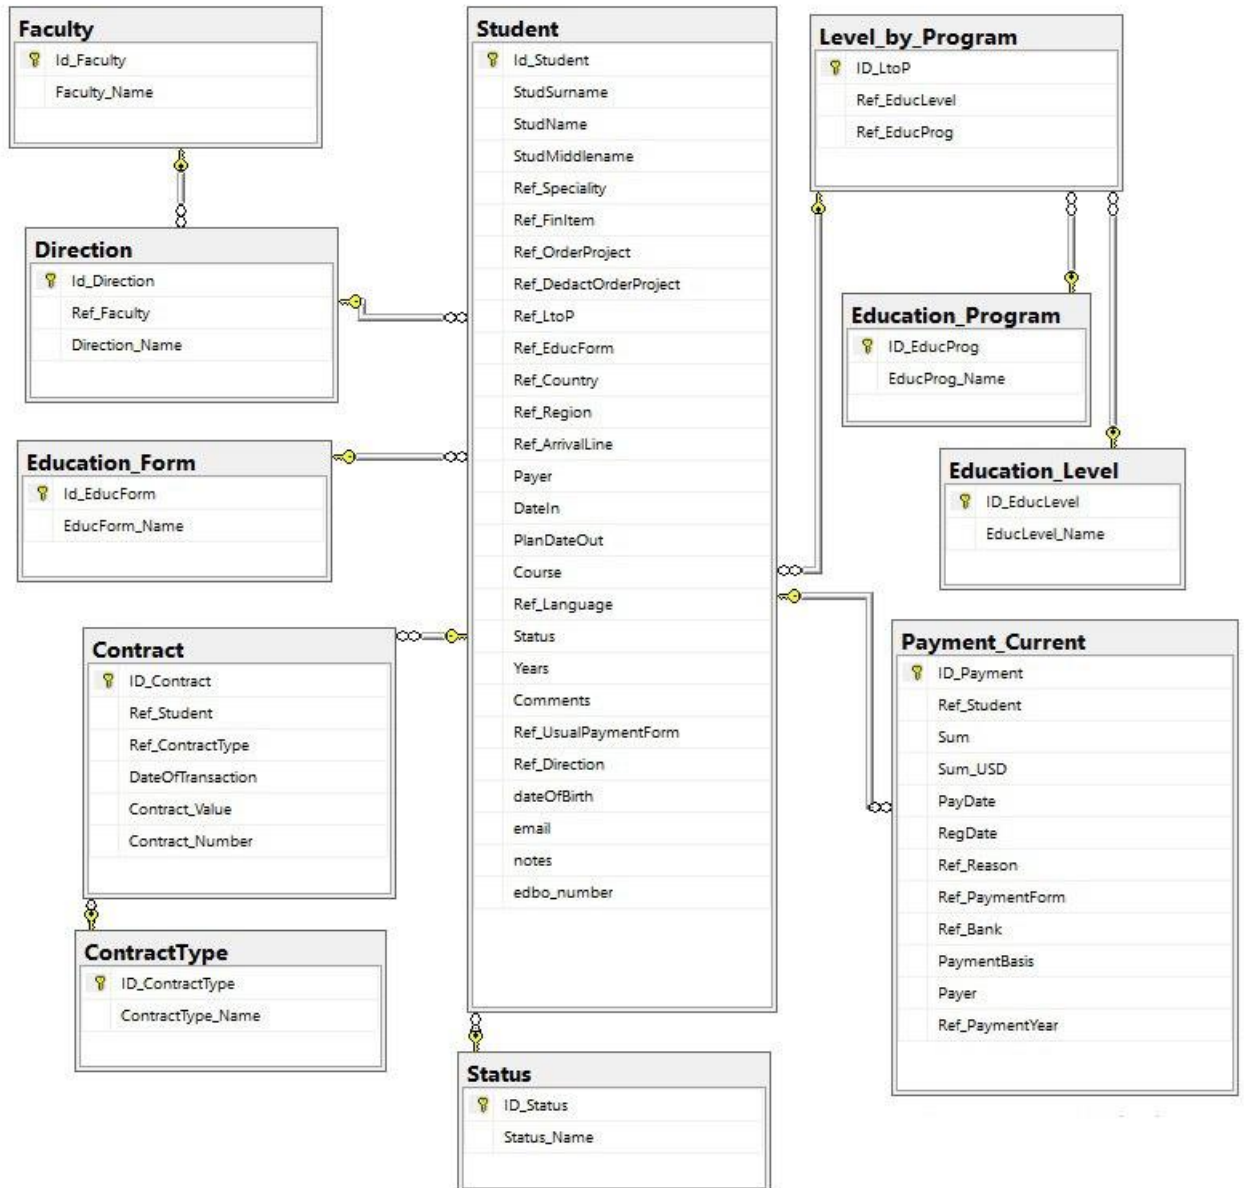 Faculty
Id_Faculty
Faculty_Name
Direction
Id_Direction
Ref_Faculty
Direction_Name
Education_Form
Id_EducForm
EducForm_Name
Contract
ID_Contract
Ref_Student
Ref_ContractType
DateOfTransaction
Contract_Value
Contract_Number
ContractType
ID_ContractType
ContractType_Name
Student
Id_Student
StudSurname
StudName
StudMiddlename
Ref_Speciality
Ref_FinItem
Ref_OrderProject
Ref_DedactOrderProject
Ref_LtoP
Ref_EducForm
Ref_Country
Ref_Region
Ref_ArrivalLine
Payer
DateIn
PlanDateOut
Course
Ref_Language
Status
Years
Comments
Ref_UsualPaymentForm
Ref_Direction
dateOfBirth
email
notes
edbo_number
Status
ID_Status
Status_Name
Level_by_Program
ID_LtoP
Ref_EducLevel
Ref_EducProg
Education_Program
ID_EducProg
EducProg_Name
Education_Level
ID_EducLevel
EducLevel_Name
Payment_Current
ID_Payment
Ref_Student
Sum
Sum_USD
PayDate
RegDate
Ref_Reason
Ref_PaymentForm
Ref_Bank
PaymentBasis
Payer
Ref_PaymentYear